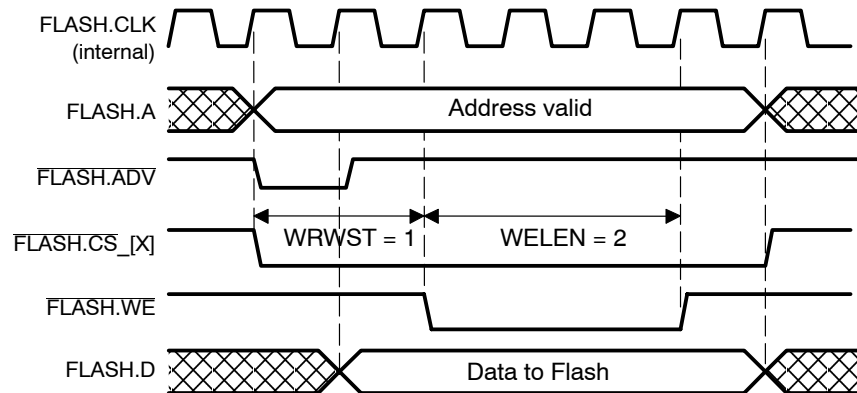 FLASH.CLK
(internal)
FLASH.A
Address valid
FLASH.ADV
WRWST = 1
WELEN = 2
FLASH.CS_[X]
FLASH.WE
FLASH.D
Data to Flash